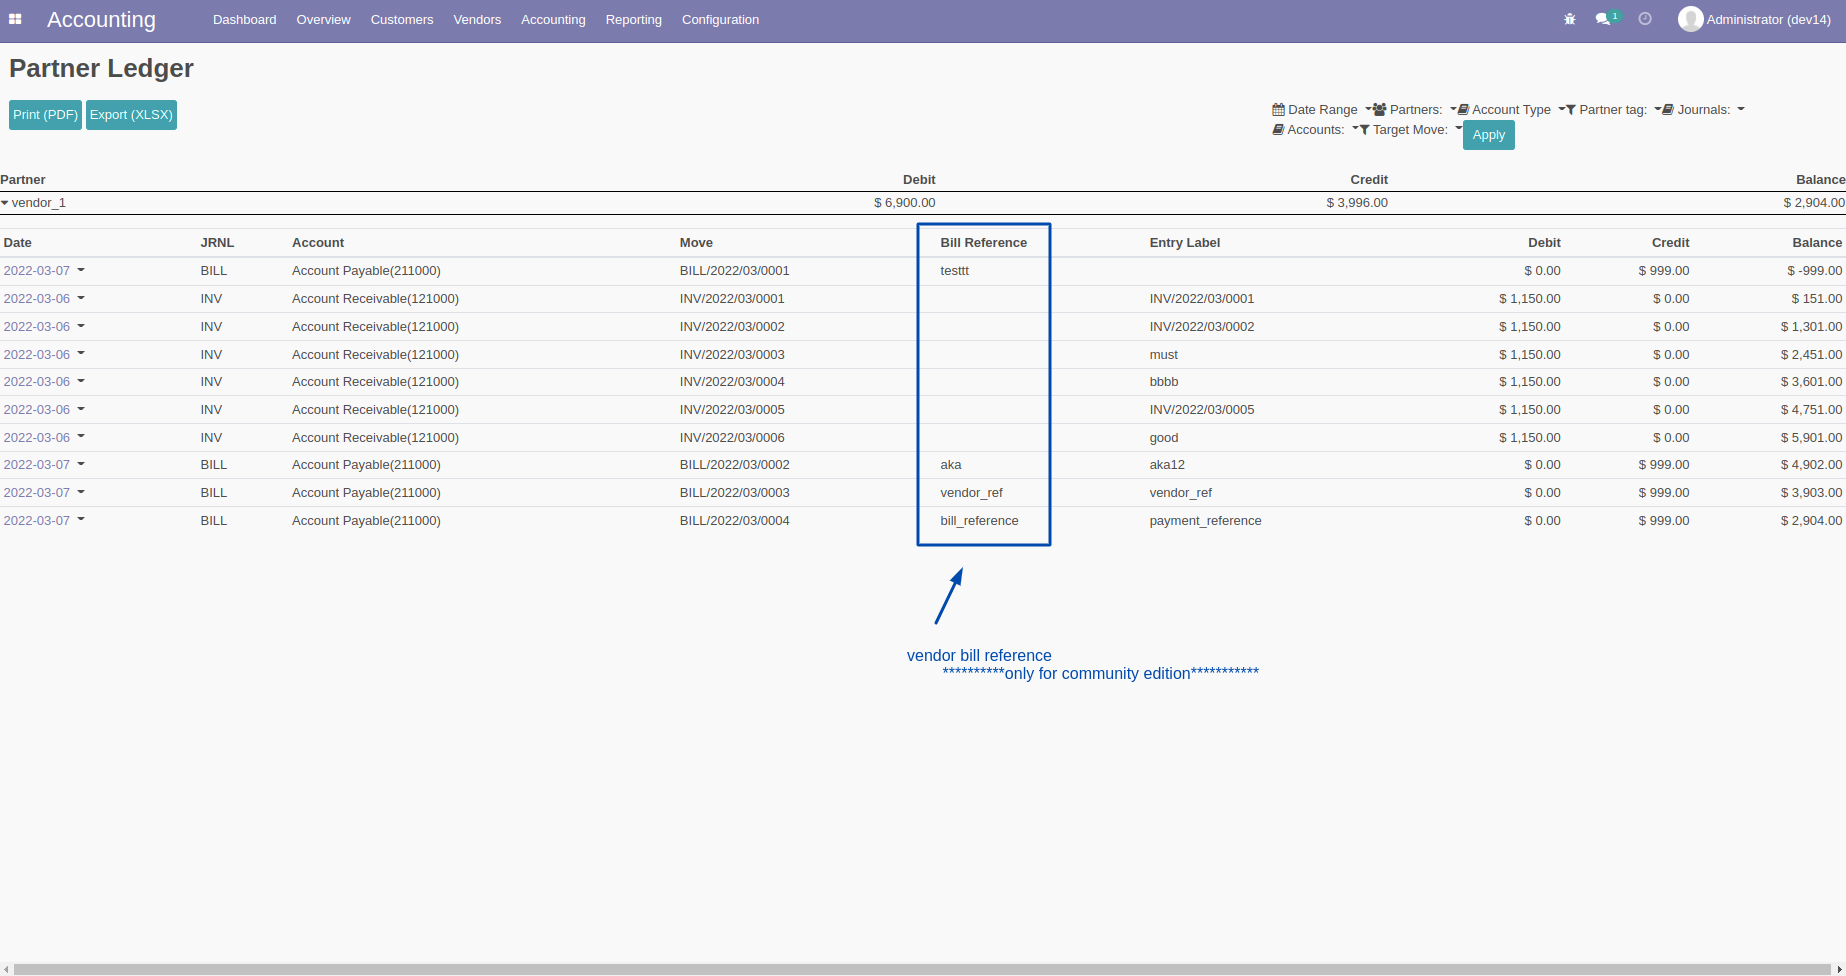 Accounting Dashboard Overview Customers Vendors Accounting Reporting Configuration 1 Administrator (dev14)
Partner Ledger
Print (PDF) Export (XLSX)
Date Range Partners: Account Type Partner tag: Journals:
Accounts: Target Move: Apply
Partner Debit Credit Balance
vendor_1 $ 6,900.00 $ 3,996.00 $ 2,904.00
Date JRNL Account Move Bill Reference Entry Label Debit Credit Balance
2022-03-07 BILL Account Payable(211000) BILL/2022/03/0001 testtt $ 0.00 $ 999.00 $ -999.00
2022-03-06 INV Account Receivable(121000) INV/2022/03/0001 INV/2022/03/0001 $ 1,150.00 $ 0.00 $ 151.00
2022-03-06 INV Account Receivable(121000) INV/2022/03/0002 INV/2022/03/0002 $ 1,150.00 $ 0.00 $ 1,301.00
2022-03-06 INV Account Receivable(121000) INV/2022/03/0003 must $ 1,150.00 $ 0.00 $ 2,451.00
2022-03-06 INV Account Receivable(121000) INV/2022/03/0004 bbbb $ 1,150.00 $ 0.00 $ 3,601.00
2022-03-06 INV Account Receivable(121000) INV/2022/03/0005 INV/2022/03/0005 $ 1,150.00 $ 0.00 $ 4,751.00
2022-03-06 INV Account Receivable(121000) INV/2022/03/0006 good $ 1,150.00 $ 0.00 $ 5,901.00
2022-03-07 BILL Account Payable(211000) BILL/2022/03/0002 aka aka12 $ 0.00 $ 999.00 $ 4,902.00
2022-03-07 BILL Account Payable(211000) BILL/2022/03/0003 vendor_ref vendor_ref $ 0.00 $ 999.00 $ 3,903.00
2022-03-07 BILL Account Payable(211000) BILL/2022/03/0004 bill_reference payment_reference $ 0.00 $ 999.00 $ 2,904.00
vendor bill reference
**********only for community edition***********